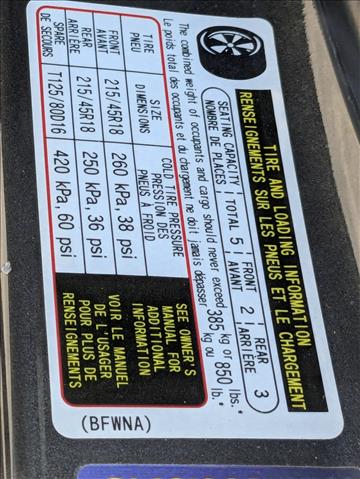 TIRE AND LOADING INFORMATION
RENSEIGNEMENTS SUR LES PNEUS ET LE CHARGEMENT
SEATING CAPACITY TOTAL 5 FRONT 2 REAR 3
NOMBRE DE PLACES AVANT ARRIÈRE
The combined weight of occupants and cargo should never exceed 385 kg or 850 lbs.*
Le poids total des occupants et du chargement ne doit jamais dépasser kg ou lb.*
TIRE SIZE COLD TIRE PRESSURE
PNEU DIMENSIONS PRESSION DES PNEUS À FROID
FRONT 215/45R18 260 kPa, 38 psi
AVANT
REAR 215/45R18 250 kPa, 36 psi
ARRIÈRE
SPARE T125/80D16 420 kPa, 60 psi
DE SECOURS
SEE OWNER'S
MANUAL FOR
ADDITIONAL
INFORMATION
VOIR LE MANUEL
DE L'USAGER
POUR PLUS DE
RENSEIGNEMENTS
(BFWNA)